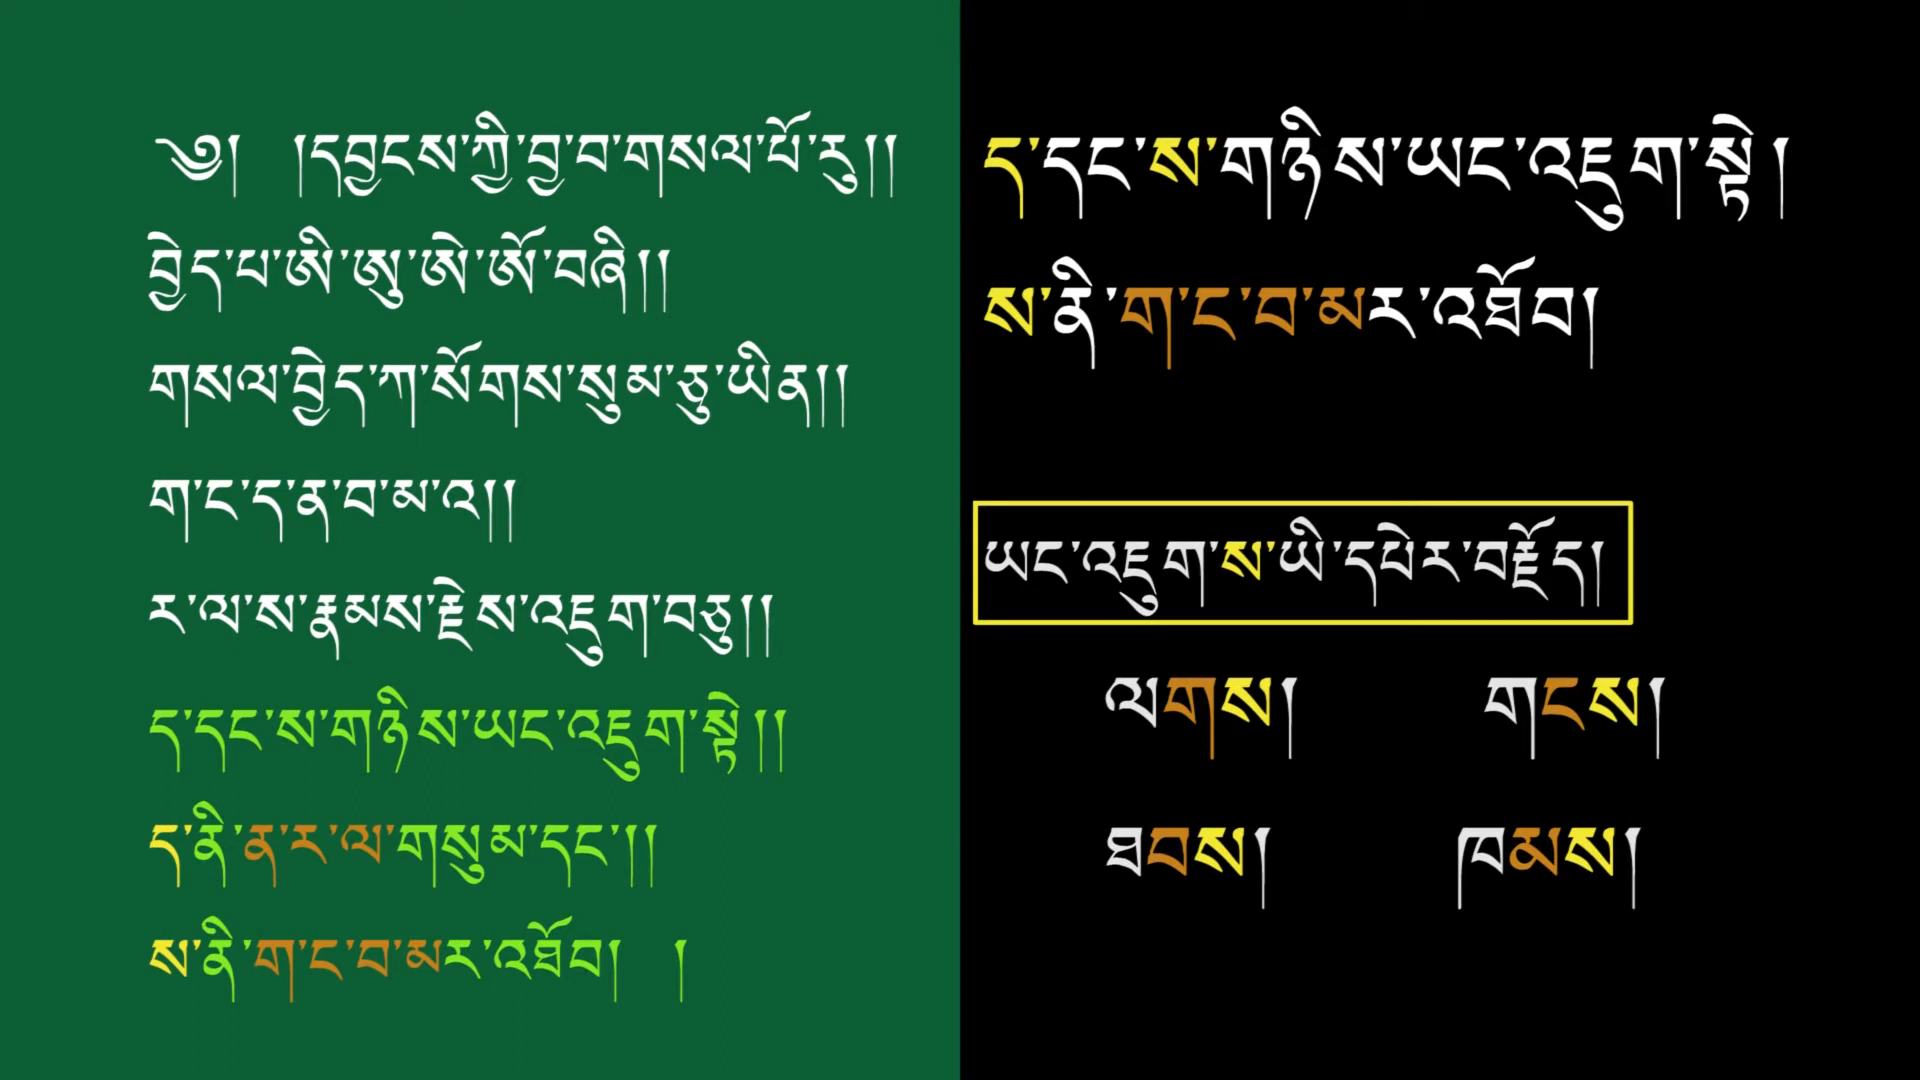 ༄། །དབྱངས་ཀྱི་བྱ་བ་གསལ་པོ་རུ།།
བྱེད་པ་ཨི་ཨུ་ཨེ་ཨོ་བཞི།།
གསལ་བྱེད་ཀ་སོགས་སུམ་ཅུ་ཡིན།།
ག་ང་ད་ན་བ་མ་འ།།
ར་ལ་ས་རྣམས་རྗེས་འཇུག་བཅུ།།
ད་དང་ས་གཉིས་ཡང་འཇུག་སྟེ།།
ད་ནི་ན་ར་ལ་གསུམ་དང་།།
ས་ནི་ག་ང་བ་མར་འཐོབ། །
ད་དང་ས་གཉིས་ཡང་འཇུག་སྟེ།
ས་ནི་ག་ང་བ་མར་འཐོབ།
ཡང་འཇུག་ས་ཡི་དཔེར་བརྗོད།
ལགས། གངས།
ཐབས། ཁམས།